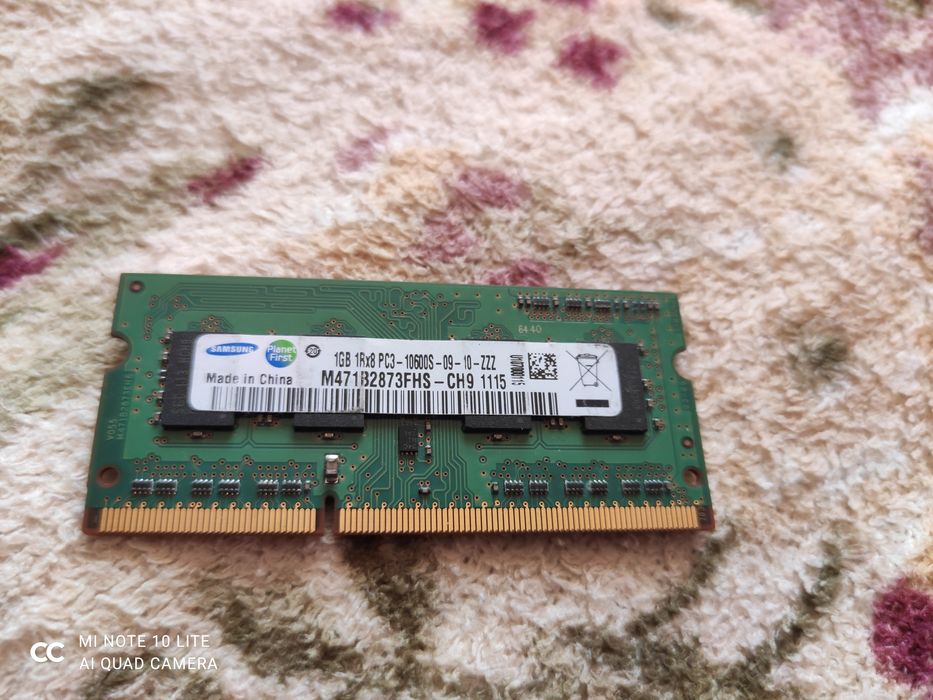 SAMSUNG
Planet
First
20
1GB 1Rx8 PC3-10600S-09-10-ZZZ
Made in China
M471B2873FHS-CH9 1115
6440
MI NOTE 10 LITE
AI QUAD CAMERA